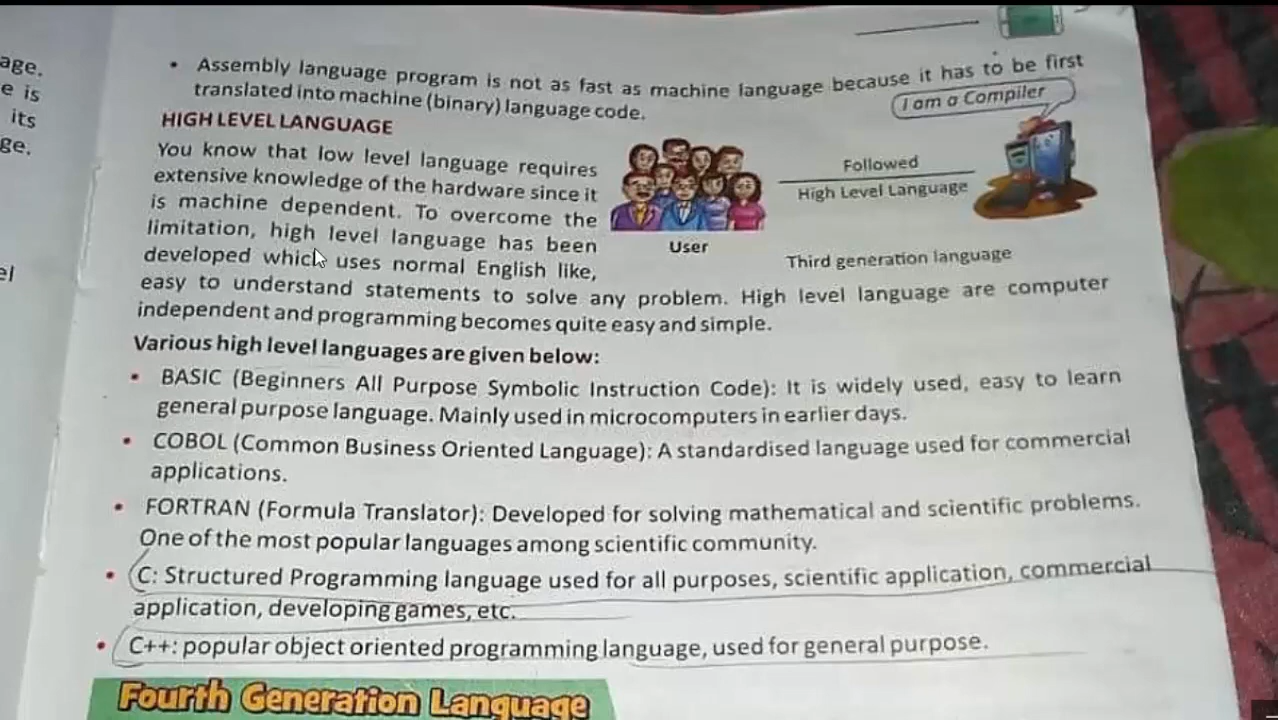 age.
e is
its
ge.
el
• Assembly language program is not as fast as machine language because it has to be first
translated into machine (binary) language code.
I am a Compiler
HIGH LEVEL LANGUAGE
You know that low level language requires
extensive knowledge of the hardware since it
is machine dependent. To overcome the
limitation, high level language has been
developed which uses normal English like,
easy to understand statements to solve any problem. High level language are computer
independent and programming becomes quite easy and simple.
User
Followed
High Level Language
Third generation language
Various high level languages are given below:
• BASIC (Beginners All Purpose Symbolic Instruction Code): It is widely used, easy to learn
general purpose language. Mainly used in microcomputers in earlier days.
• COBOL (Common Business Oriented Language): A standardised language used for commercial
applications.
• FORTRAN (Formula Translator): Developed for solving mathematical and scientific problems.
One of the most popular languages among scientific community.
• C: Structured Programming language used for all purposes, scientific application, commercial
application, developing games, etc.
• C++: popular object oriented programming language, used for general purpose.
Fourth Generation Language